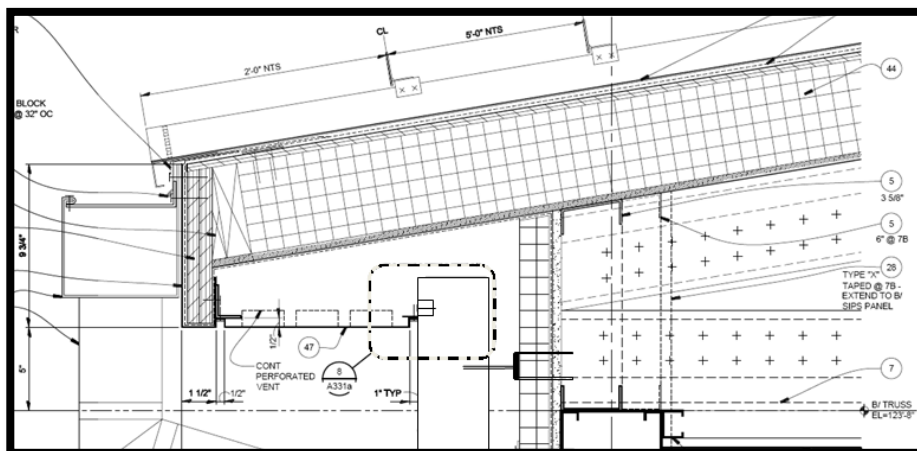 CL
5'-0" NTS
2'-0" NTS
44
BLOCK
@ 32" OC
5
3 5/8"
5
6" @ 7B
9 3/4"
28
TYPE "X"
TAPED @ 7B -
EXTEND TO B/
SIPS PANEL
1/2"
47
CONT
PERFORATED
VENT
8
A331a
5"
1 1/2"
1/2"
1" TYP
7
B/ TRUSS
EL=123'-8"